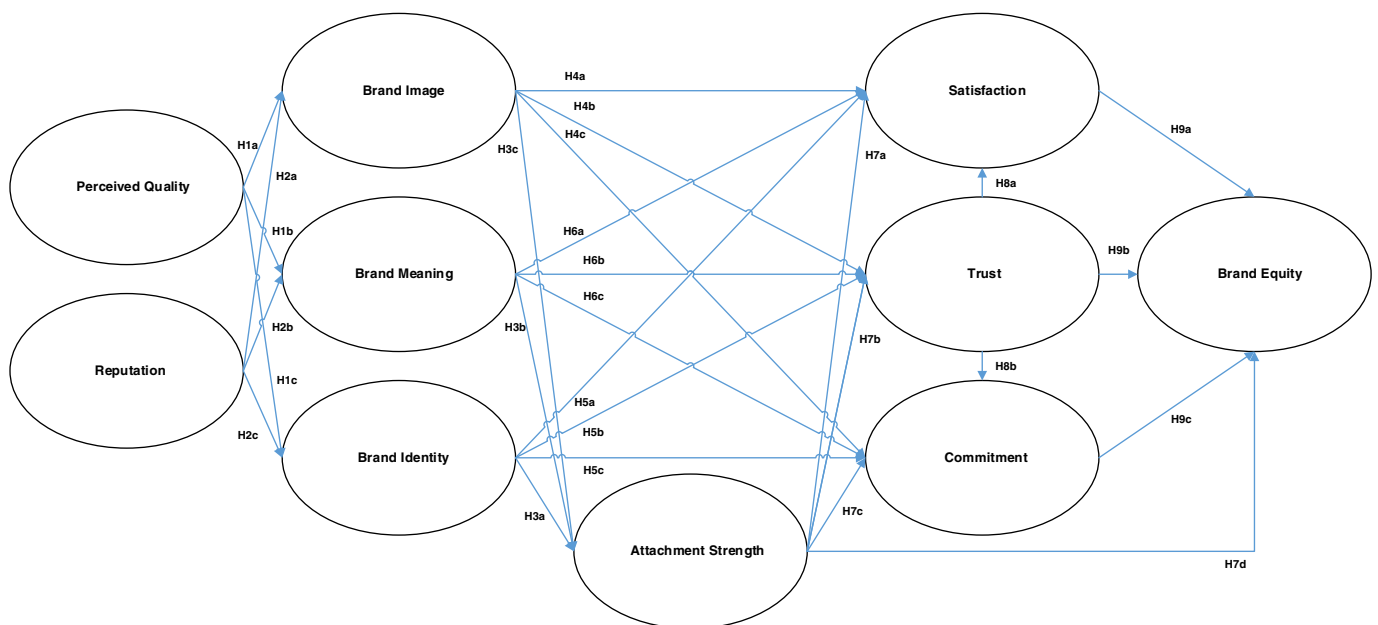 H4a
Brand Image
Satisfaction
H4b
H9a
H4c
H1a
H3c
H7a
H2a
Perceived Quality
H8a
H1b
H6a
H9b
H6b
Brand Meaning
Trust
Brand Equity
H6c
H2b
H3b
H7b
Reputation
H8b
H1c
H5a
H9c
H2c
H5b
Brand Identity
Commitment
H5c
H7c
H3a
Attachment Strength
H7d